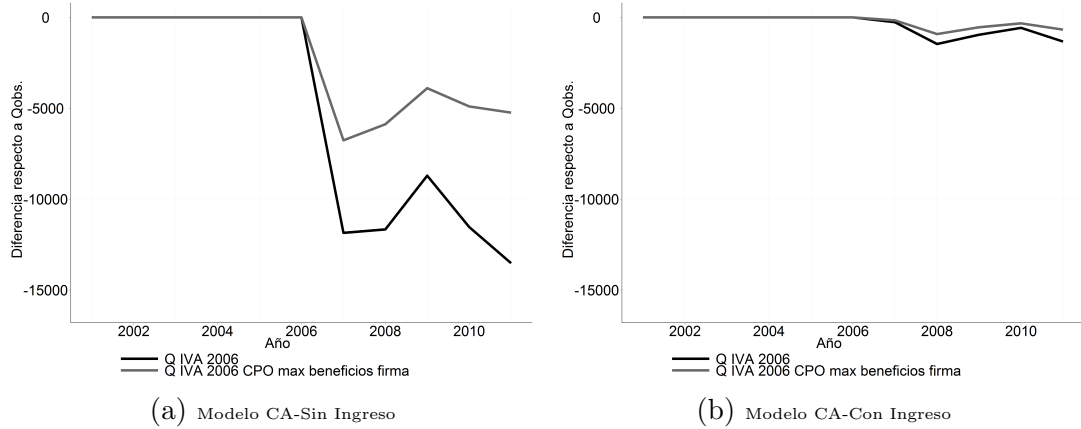 Diferencia respecto a Qobs.
0
-5000
-10000
-15000
2002 2004 2006 2008 2010
Año
Q IVA 2006
Q IVA 2006 CPO max beneficios firma
(a) Modelo CA-Sin Ingreso
Diferencia respecto a Qobs.
0
-5000
-10000
-15000
2002 2004 2006 2008 2010
Año
Q IVA 2006
Q IVA 2006 CPO max beneficios firma
(b) Modelo CA-Con Ingreso